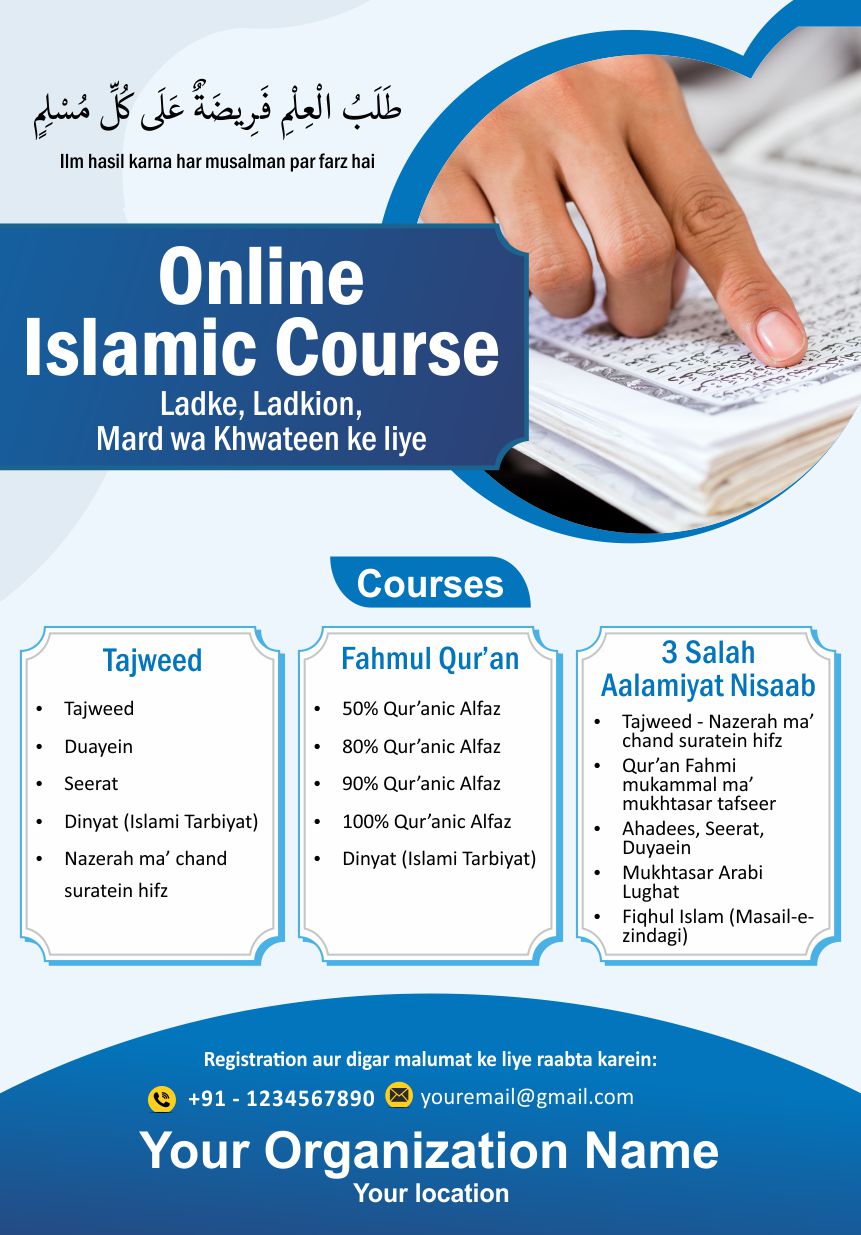 طَلَبُ الْعِلْمِ فَرِيضَةٌ عَلَى كُلِّ مُسْلِمٍ
Ilm hasil karna har musalman par farz hai
Online
Islamic Course
Ladke, Ladkion,
Mard wa Khwateen ke liye
Courses
Tajweed
• Tajweed
• Duayein
• Seerat
• Dinyat (Islami Tarbiyat)
• Nazerah ma’ chand
suratein hifz
Fahmul Qur’an
• 50% Qur’anic Alfaz
• 80% Qur’anic Alfaz
• 90% Qur’anic Alfaz
• 100% Qur’anic Alfaz
• Dinyat (Islami Tarbiyat)
3 Salah
Aalamiyat Nisaab
• Tajweed - Nazerah ma’
chand suratein hifz
• Qur’an Fahmi
mukammal ma’
mukhtasar tafseer
• Ahadees, Seerat,
Duyaein
• Mukhtasar Arabi
Lughat
• Fiqhul Islam (Masail-e-
zindagi)
Registration aur digar malumat ke liye raabta karein:
+91 - 1234567890 youremail@gmail.com
Your Organization Name
Your location